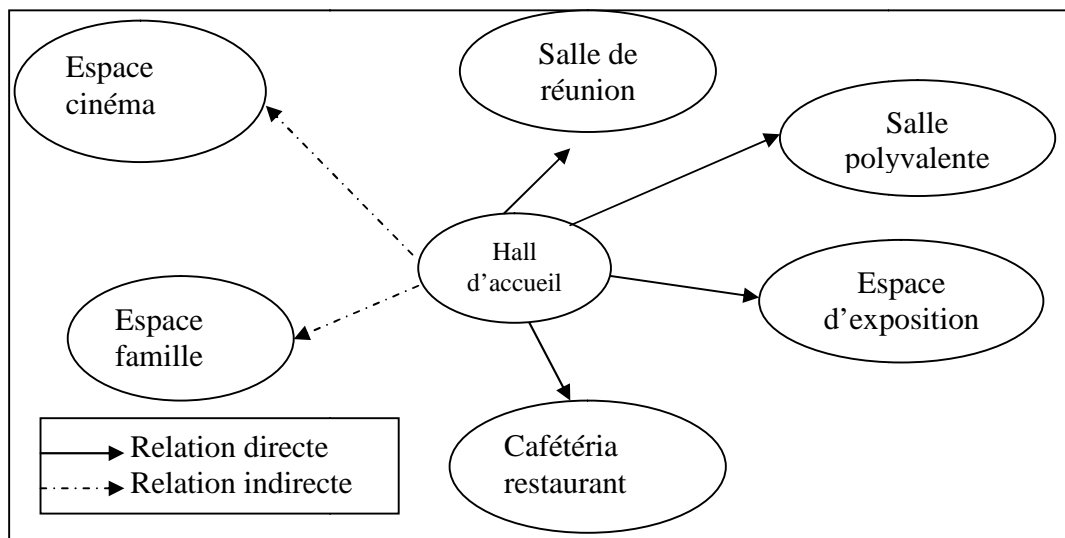 Espace
cinéma
Salle de
réunion
Salle
polyvalente
Hall
d’accueil
Espace
d’exposition
Espace
famille
Cafétéria
restaurant
Relation directe
Relation indirecte